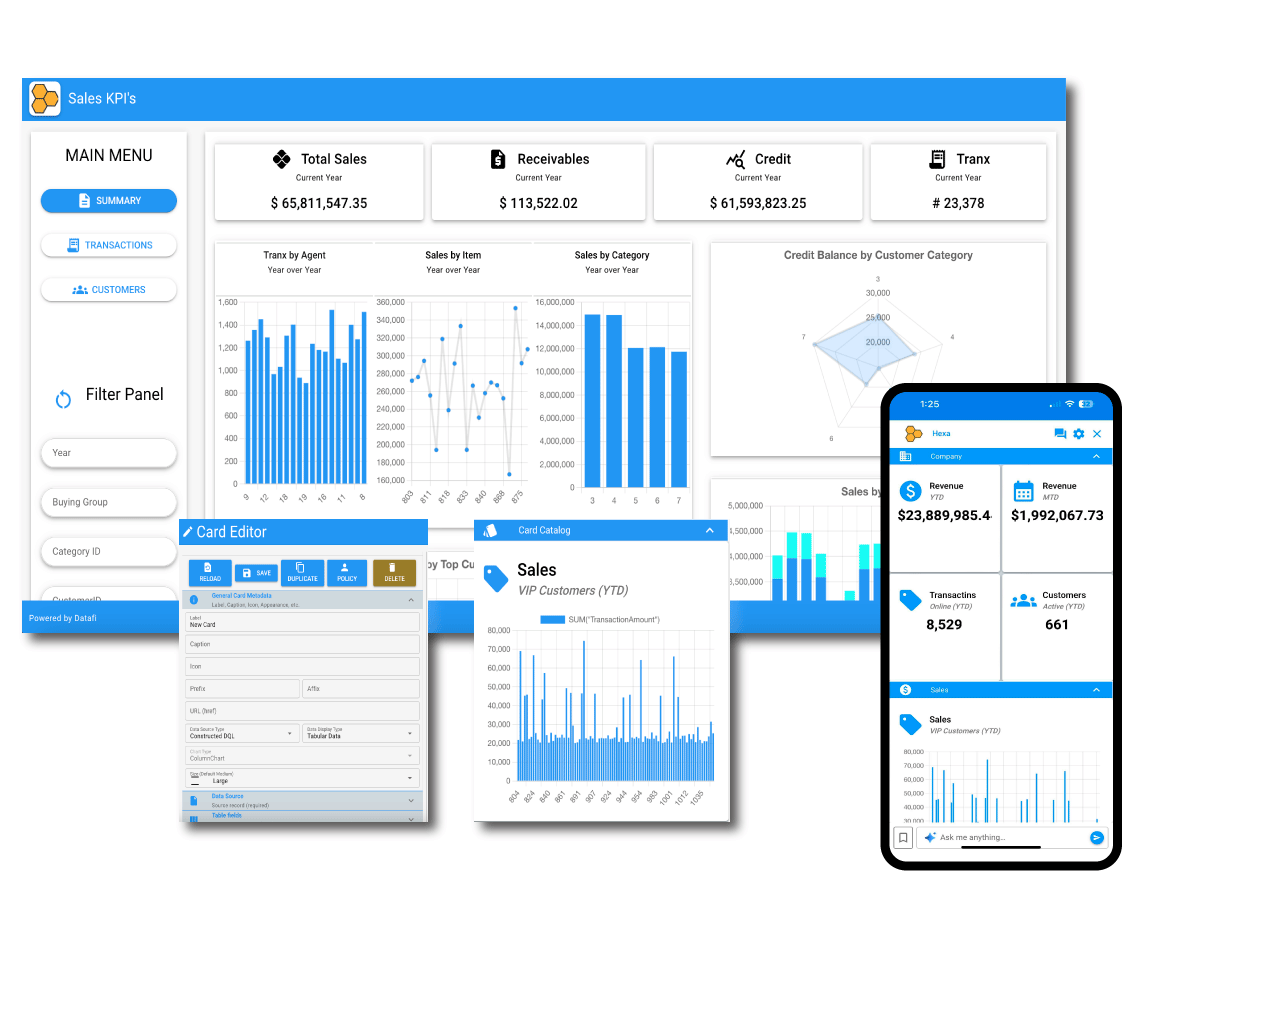 Sales KPI's
MAIN MENU
SUMMARY
TRANSACTIONS
CUSTOMERS
Filter Panel
Year
Buying Group
Category ID
CustomerID
Powered by Datafi
Total Sales
Current Year
$ 65,811,547.35
Receivables
Current Year
$ 113,522.02
Credit
Current Year
$ 61,593,823.25
Tranx
Current Year
# 23,378
Tranx by Agent
Year over Year
1,600
1,400
1,200
1,000
800
600
400
200
0
9 12 18 19 16 11 8
Sales by Item
Year over Year
360,000
340,000
320,000
300,000
280,000
260,000
240,000
220,000
200,000
180,000
160,000
803 811 818 833 840 868 875
Sales by Category
Year over Year
16,000,000
14,000,000
12,000,000
10,000,000
8,000,000
6,000,000
4,000,000
2,000,000
0
3 4 5 6 7
Credit Balance by Customer Category
3
30,000
25,000
20,000
7
4
6
Sales by
5,000,000
4,500,000
4,000,000
3,500,000
by Top Cu
Card Editor
RELOAD
SAVE
DUPLICATE
POLICY
DELETE
General Card Metadata
Label, Caption, Icon, Appearance, etc.
Label
New Card
Caption
Icon
Prefix
Affix
URL (href)
Data Source Type
Constructed DQL
Data Display Type
Tabular Data
Chart Type
ColumnChart
Size (Default Medium)
Large
Data Source
Source record (required)
Table fields
Card Catalog
Sales
VIP Customers (YTD)
SUM("TransactionAmount")
80,000
70,000
60,000
50,000
40,000
30,000
20,000
10,000
0
804 824 840 861 891 907 924 944 954 983 1001 1012 1035
1:25
Hexa
Company
Revenue
YTD
$23,889,985.4
Revenue
MTD
$1,992,067.73
Transactins
Online (YTD)
8,529
Customers
Active (YTD)
661
Sales
Sales
VIP Customers (YTD)
80,000
70,000
60,000
50,000
40,000
30,000
Ask me anything...